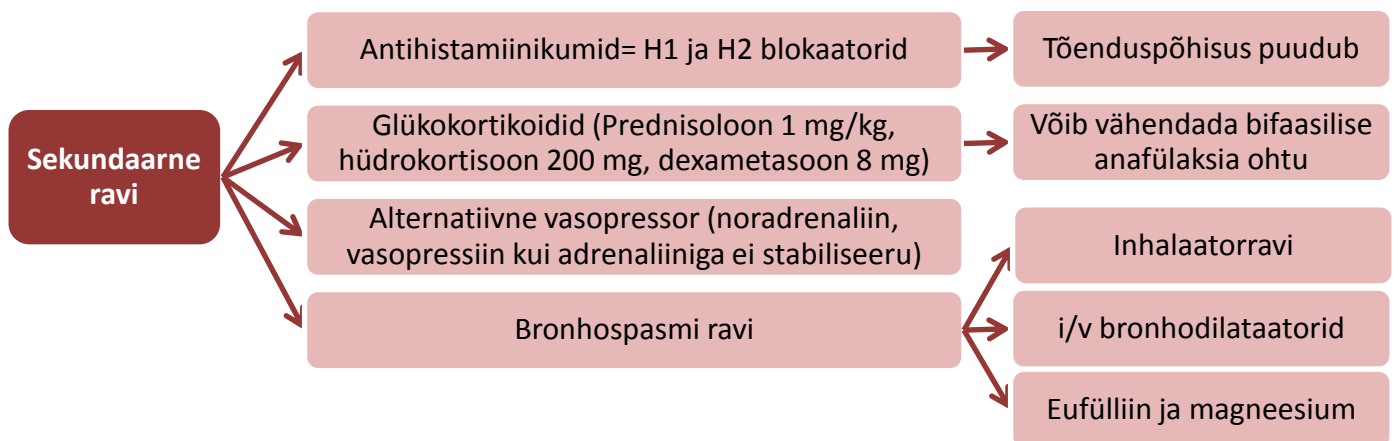 Sekundaarne
ravi
Antihistamiinikumid= H1 ja H2 blokaatorid
Tõenduspõhisus puudub
Glükokortikoidid (Prednisoloon 1 mg/kg,
hüdrokortisoon 200 mg, dexametasoon 8 mg)
Võib vähendada bifaasilise
anafülaksia ohtu
Alternatiivne vasopressor (noradrenaliin,
vasopressiin kui adrenaliiniga ei stabiliseeru)
Bronhospasmi ravi
Inhalaatorravi
i/v bronhodilataatorid
Eufülliin ja magneesium